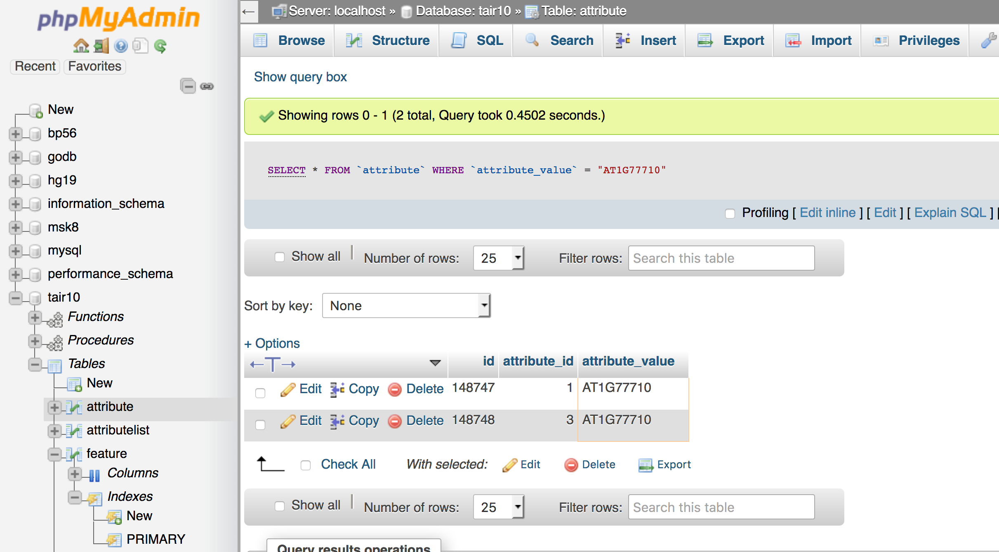 phpMyAdmin
Recent Favorites
New
bp56
godb
hg19
information_schema
msk8
mysql
performance_schema
tair10
Functions
Procedures
Tables
New
attribute
attributelist
feature
Columns
Indexes
New
PRIMARY
Server: localhost » Database: tair10 » Table: attribute
Browse Structure SQL Search Insert Export Import Privileges
Show query box
Showing rows 0 - 1 (2 total, Query took 0.4502 seconds.)
SELECT * FROM `attribute` WHERE `attribute_value` = "AT1G77710"
Profiling [ Edit inline ] [ Edit ] [ Explain SQL ] [
Show all | Number of rows: 25 Filter rows: Search this table
Sort by key: None
+ Options
←T→ id attribute_id attribute_value
Edit Copy Delete 148747 1 AT1G77710
Edit Copy Delete 148748 3 AT1G77710
Check All With selected: Edit Delete Export
Show all | Number of rows: 25 Filter rows: Search this table
Query results operations